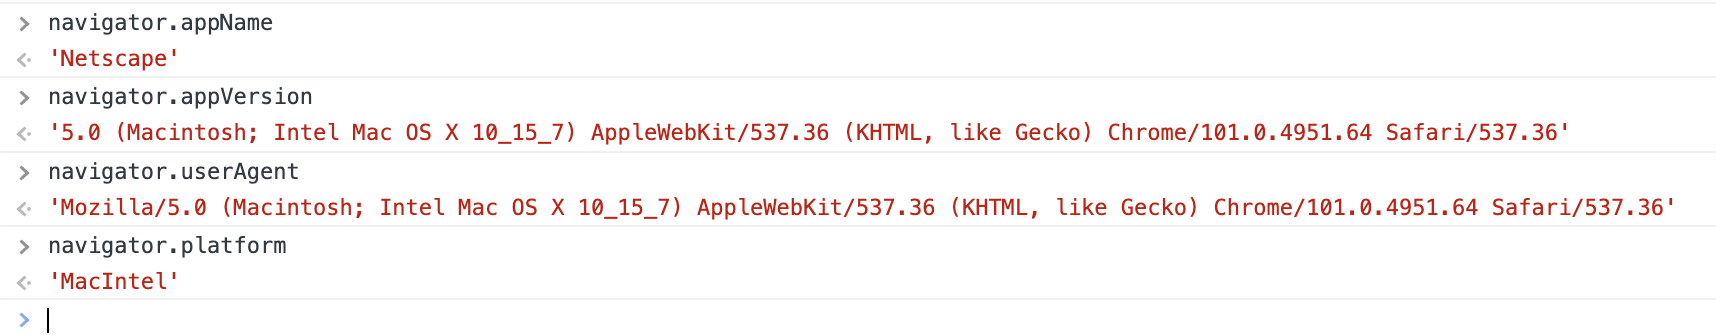 navigator.appName
'Netscape'
navigator.appVersion
'5.0 (Macintosh; Intel Mac OS X 10_15_7) AppleWebKit/537.36 (KHTML, like Gecko) Chrome/101.0.4951.64 Safari/537.36'
navigator.userAgent
'Mozilla/5.0 (Macintosh; Intel Mac OS X 10_15_7) AppleWebKit/537.36 (KHTML, like Gecko) Chrome/101.0.4951.64 Safari/537.36'
navigator.platform
'MacIntel'